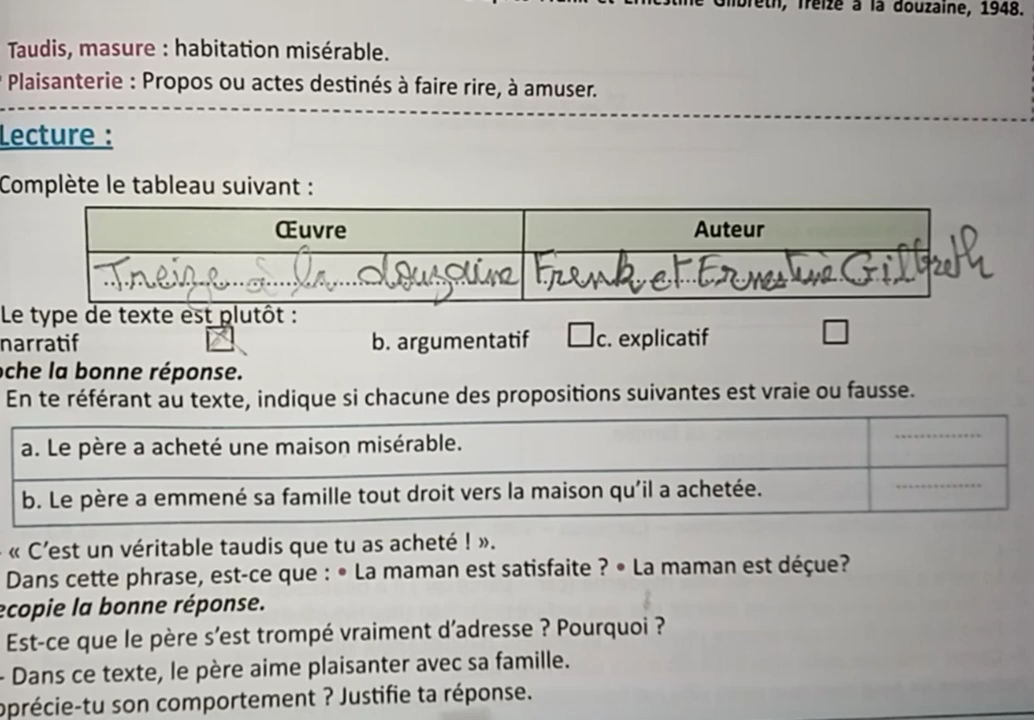 Ernestine Gilbreth, Treize à la douzaine, 1948.
Taudis, masure : habitation misérable.
Plaisanterie : Propos ou actes destinés à faire rire, à amuser.
Lecture :
Complète le tableau suivant :
Œuvre Auteur
Treize à la douzaine Frenk et Ernestine Gilbreth
Le type de texte est plutôt :
narratif b. argumentatif c. explicatif
oche la bonne réponse.
En te référant au texte, indique si chacune des propositions suivantes est vraie ou fausse.
a. Le père a acheté une maison misérable. ...............
b. Le père a emmené sa famille tout droit vers la maison qu'il a achetée. ...............
- « C'est un véritable taudis que tu as acheté ! ».
Dans cette phrase, est-ce que : • La maman est satisfaite ? • La maman est déçue?
ecopie la bonne réponse.
Est-ce que le père s'est trompé vraiment d'adresse ? Pourquoi ?
- Dans ce texte, le père aime plaisanter avec sa famille.
pprécie-tu son comportement ? Justifie ta réponse.